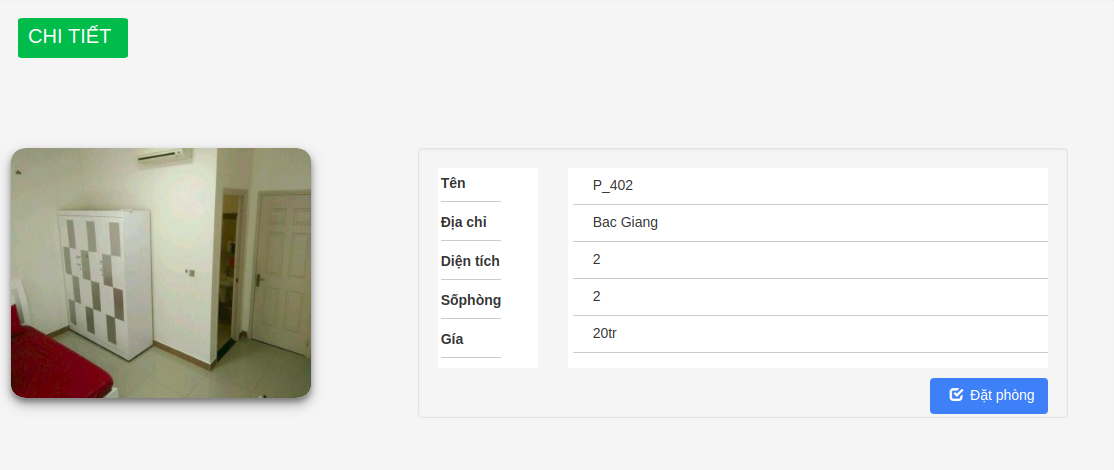 CHI TIẾT
Tên P_402
Địa chỉ Bac Giang
Diện tích 2
Sốphòng 2
Gía 20tr
Đặt phòng